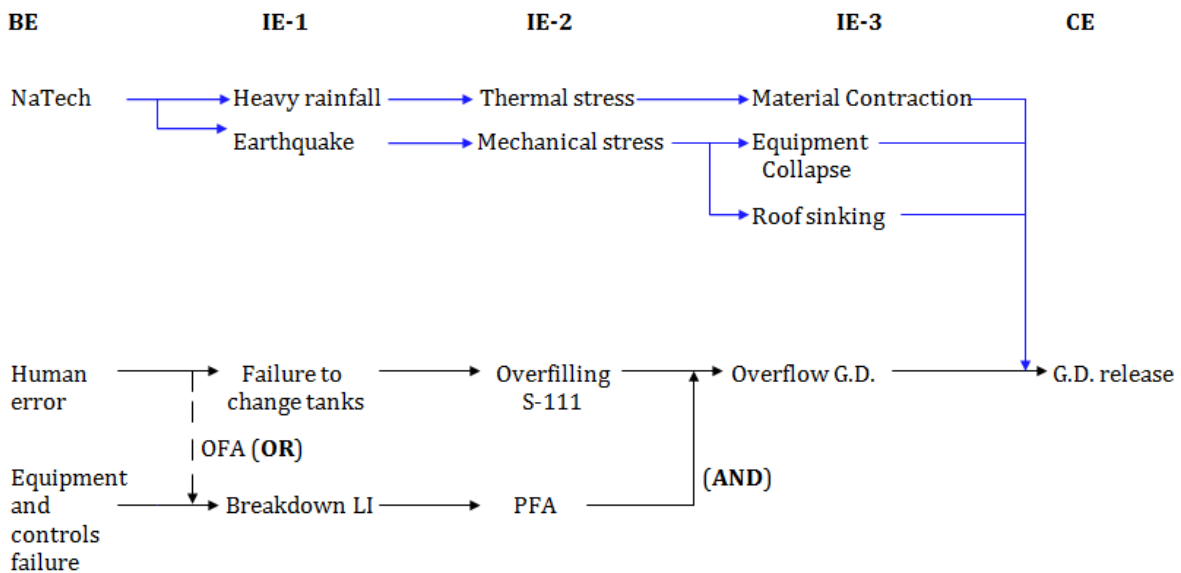 BE IE-1 IE-2 IE-3 CE
NaTech Heavy rainfall Thermal stress Material Contraction
Earthquake Mechanical stress Equipment
Collapse
Roof sinking
Human Failure to Overfilling Overflow G.D. G.D. release
error change tanks S-111
OFA (OR)
Equipment (AND)
and Breakdown LI PFA
controls
failure